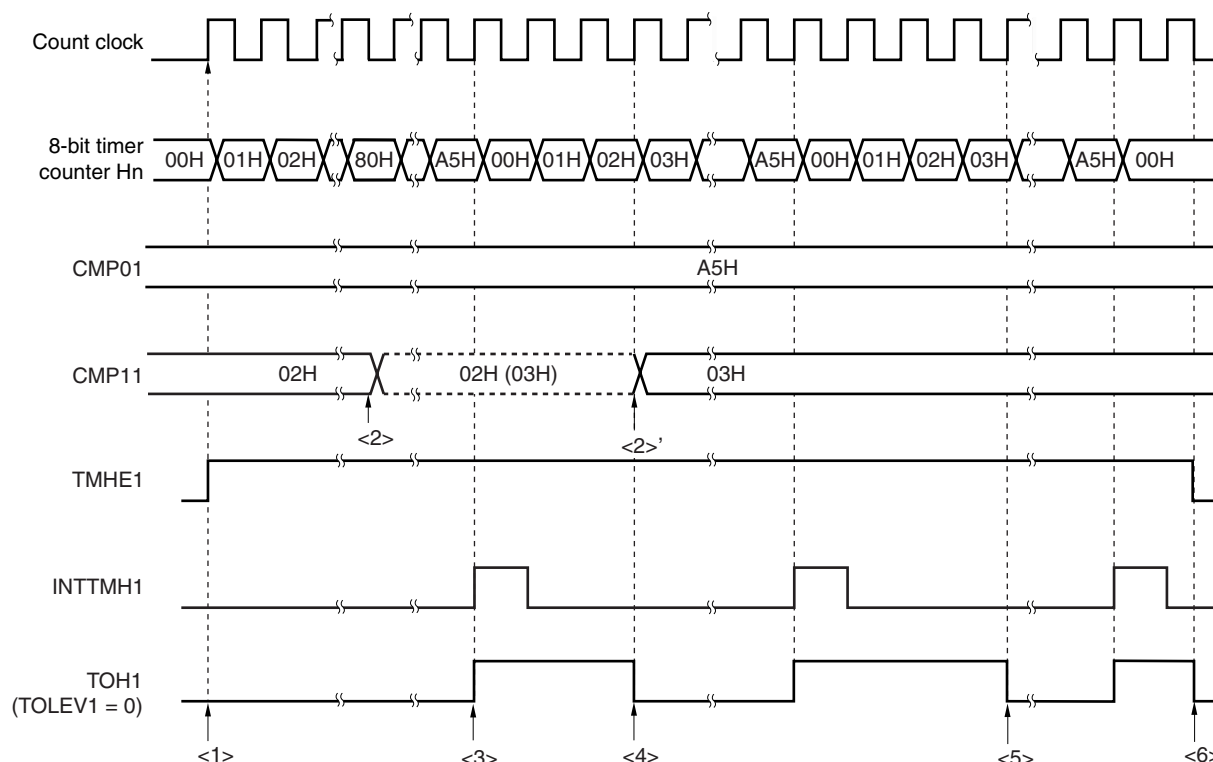 Count clock
8-bit timer
counter Hn
00H 01H 02H 80H A5H 00H 01H 02H 03H A5H 00H 01H 02H 03H A5H 00H
CMP01
A5H
CMP11
02H 02H (03H) 03H
<2> <2>’
TMHE1
INTTMH1
TOH1
(TOLEV1 = 0)
<1> <3> <4> <5> <6>